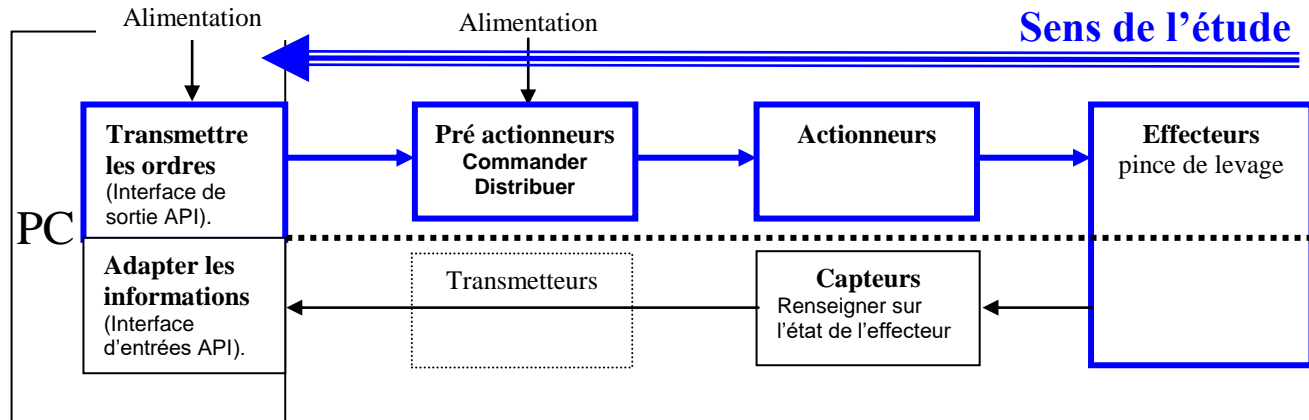 Alimentation
Alimentation
Sens de l'étude
PC
Transmettre
les ordres
(Interface de
sortie API).
Pré actionneurs
Commander
Distribuer
Actionneurs
Effecteurs
pince de levage
Adapter les
informations
(Interface
d'entrées API).
Transmetteurs
Capteurs
Renseigner sur
l'état de l'effecteur